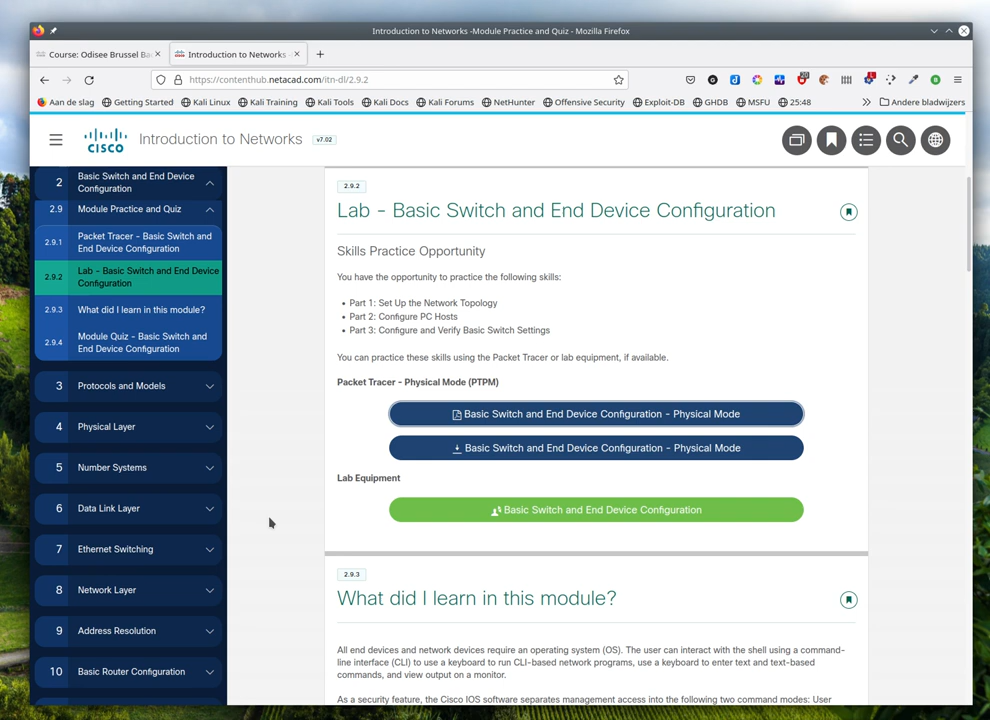 Introduction to Networks -Module Practice and Quiz - Mozilla Firefox
Course: Odisee Brussel Ba
Introduction to Networks -
https://contenthub.netacad.com/itn-dl/2.9.2
Aan de slag
Getting Started
Kali Linux
Kali Training
Kali Tools
Kali Docs
Kali Forums
NetHunter
Offensive Security
Exploit-DB
GHDB
MSFU
25:48
Andere bladwijzers
CISCO
Introduction to Networks
v7.02
2 Basic Switch and End Device
Configuration
2.9 Module Practice and Quiz
2.9.1 Packet Tracer - Basic Switch and
End Device Configuration
2.9.2 Lab - Basic Switch and End Device
Configuration
2.9.3 What did I learn in this module?
2.9.4 Module Quiz - Basic Switch and
End Device Configuration
3 Protocols and Models
4 Physical Layer
5 Number Systems
6 Data Link Layer
7 Ethernet Switching
8 Network Layer
9 Address Resolution
10 Basic Router Configuration
2.9.2
Lab - Basic Switch and End Device Configuration
Skills Practice Opportunity
You have the opportunity to practice the following skills:
• Part 1: Set Up the Network Topology
• Part 2: Configure PC Hosts
• Part 3: Configure and Verify Basic Switch Settings
You can practice these skills using the Packet Tracer or lab equipment, if available.
Packet Tracer - Physical Mode (PTPM)
Basic Switch and End Device Configuration - Physical Mode
Basic Switch and End Device Configuration - Physical Mode
Lab Equipment
Basic Switch and End Device Configuration
2.9.3
What did I learn in this module?
All end devices and network devices require an operating system (OS). The user can interact with the shell using a command-
line interface (CLI) to use a keyboard to run CLI-based network programs, use a keyboard to enter text and text-based
commands, and view output on a monitor.
As a security feature, the Cisco IOS software separates management access into the following two command modes: User